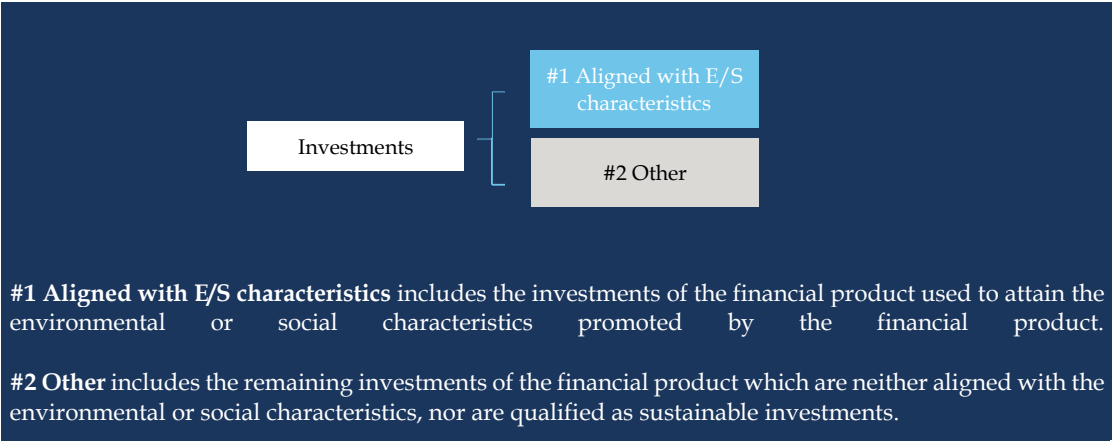 #1 Aligned with E/S
characteristics
Investments
#2 Other
#1 Aligned with E/S characteristics includes the investments of the financial product used to attain the
environmental or social characteristics promoted by the financial product.
#2 Other includes the remaining investments of the financial product which are neither aligned with the
environmental or social characteristics, nor are qualified as sustainable investments.